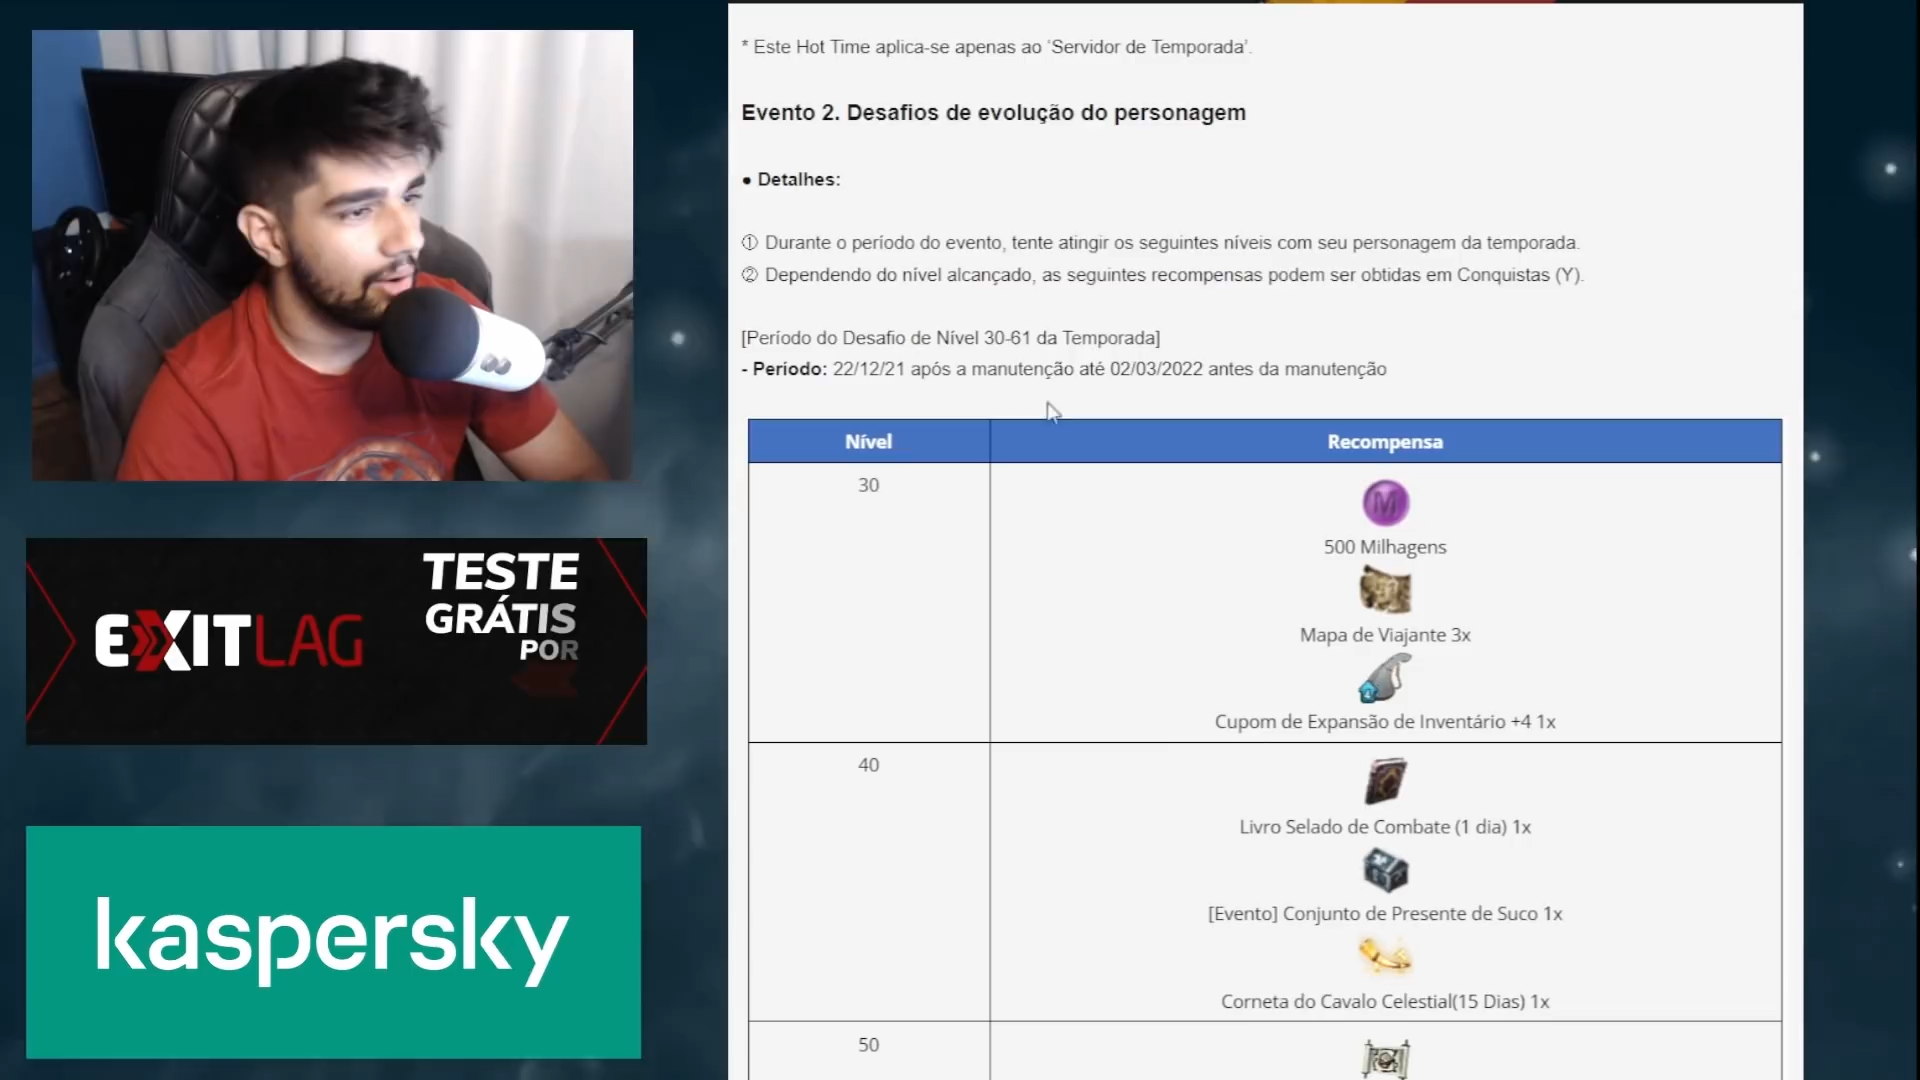 * Este Hot Time aplica-se apenas ao 'Servidor de Temporada'.
Evento 2. Desafios de evolução do personagem
● Detalhes:
① Durante o período do evento, tente atingir os seguintes níveis com seu personagem da temporada.
② Dependendo do nível alcançado, as seguintes recompensas podem ser obtidas em Conquistas (Y).
[Período do Desafio de Nível 30-61 da Temporada]
- Período: 22/12/21 após a manutenção até 02/03/2022 antes da manutenção
Nível Recompensa
30
M
500 Milhagens
Mapa de Viajante 3x
4
Cupom de Expansão de Inventário +4 1x
40
Livro Selado de Combate (1 dia) 1x
[Evento] Conjunto de Presente de Suco 1x
Corneta do Cavalo Celestial(15 Dias) 1x
50
EXITLAG
TESTE
GRÁTIS
POR
kaspersky